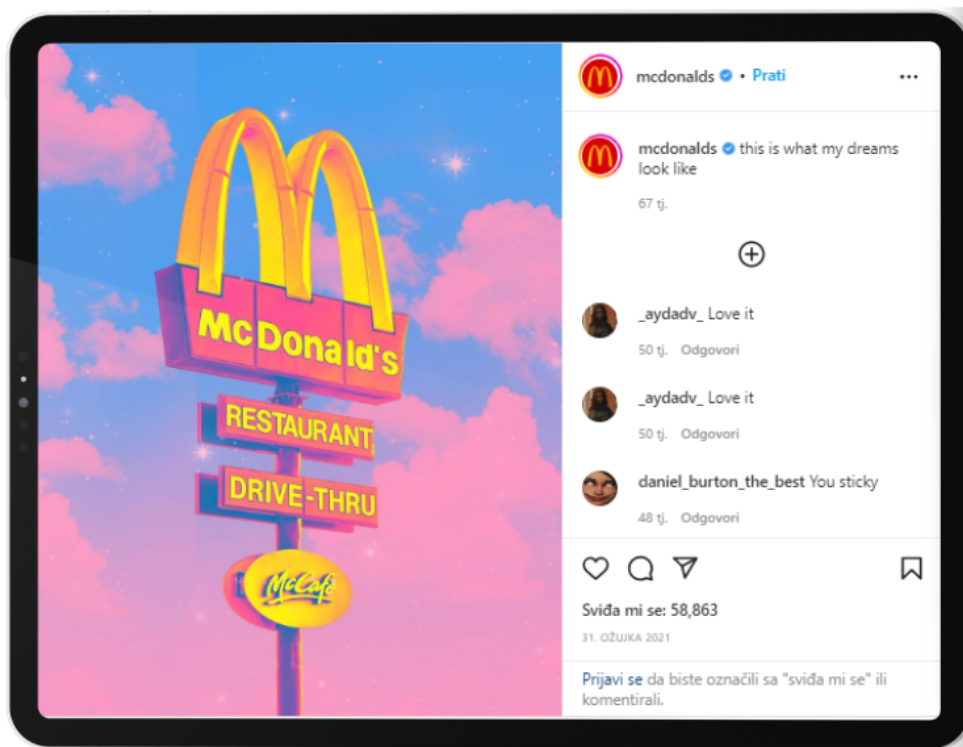 McDonald's
RESTAURANT
DRIVE-THRU
McCafé
mcdonalds • Prati
mcdonalds this is what my dreams
look like
67 tj.
_aydadv_ Love it
50 tj. Odgovori
_aydadv_ Love it
50 tj. Odgovori
daniel_burton_the_best You sticky
48 tj. Odgovori
Sviđa mi se: 58,863
31. OŽUJKA 2021
Prijavi se da biste označili sa "sviđa mi se" ili
komentirali.